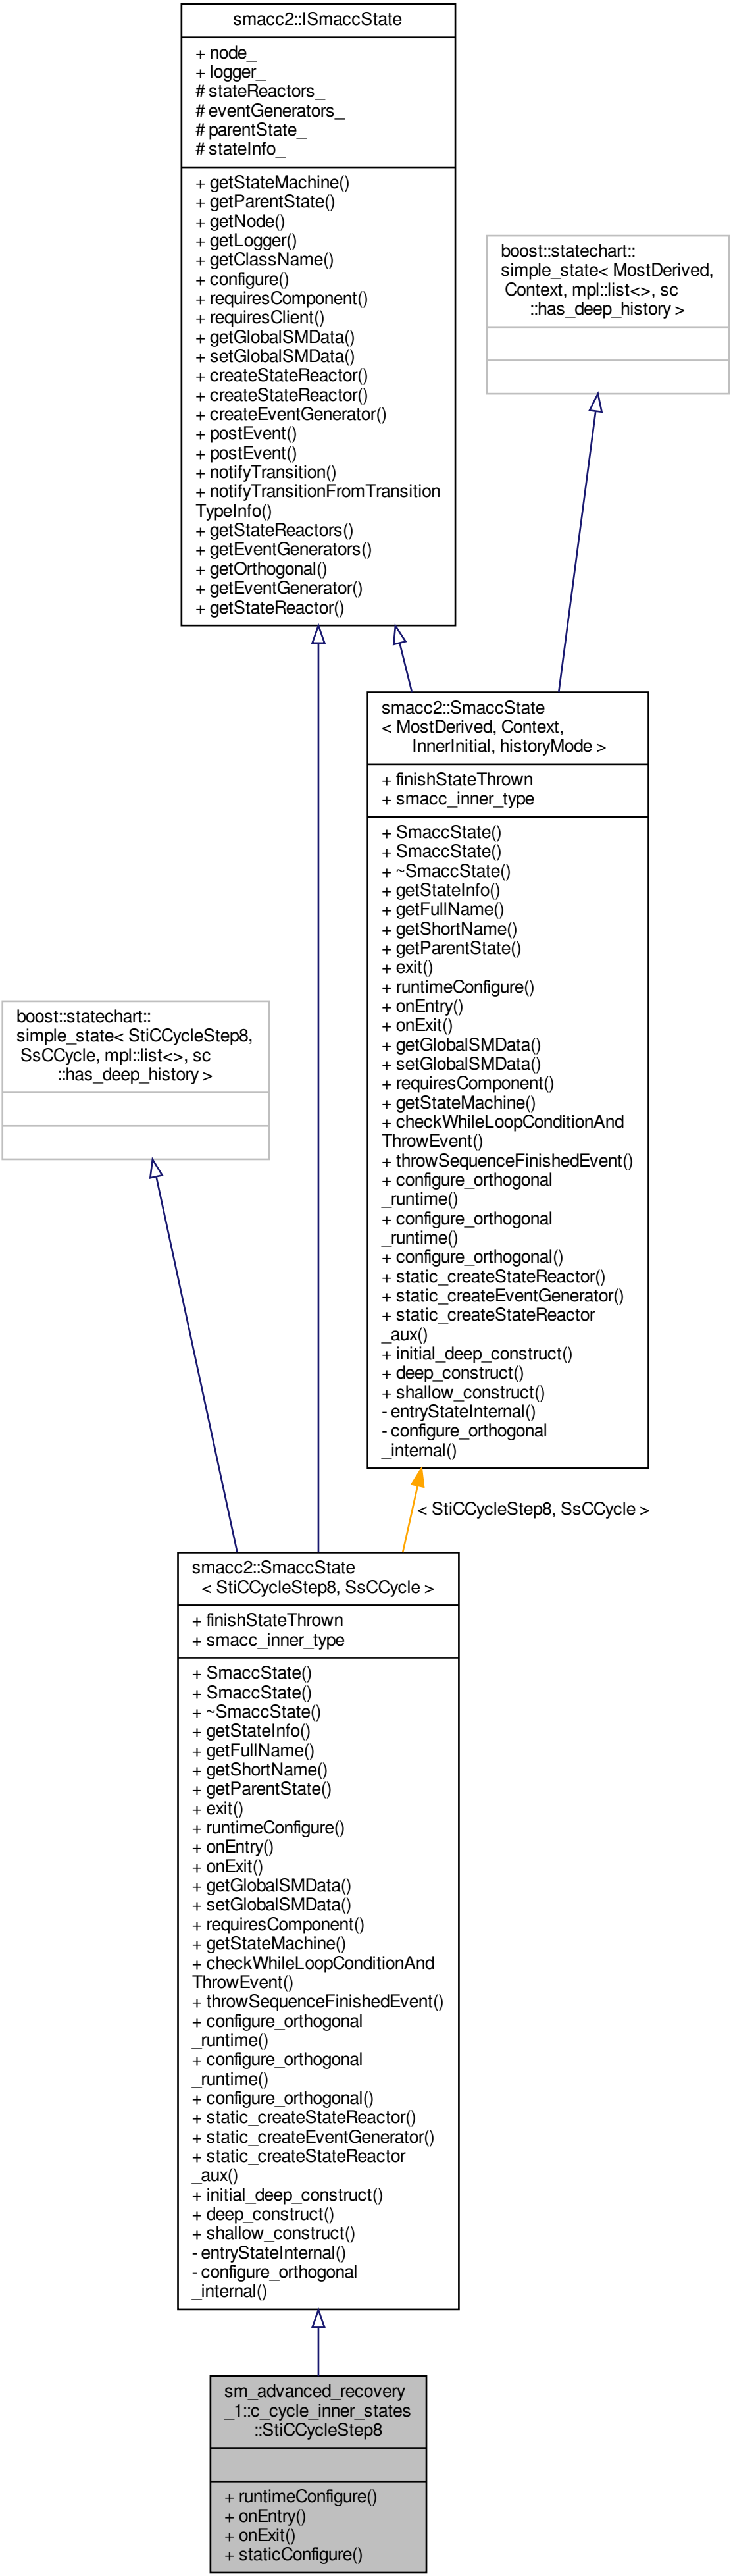 smacc2::ISmaccState
+ node_
+ logger_
# stateReactors_
# eventGenerators_
# parentState_
# stateInfo_
+ getStateMachine()
+ getParentState()
+ getNode()
+ getLogger()
+ getClassName()
+ configure()
+ requiresComponent()
+ requiresClient()
+ getGlobalSMData()
+ setGlobalSMData()
+ createStateReactor()
+ createStateReactor()
+ createEventGenerator()
+ postEvent()
+ postEvent()
+ notifyTransition()
+ notifyTransitionFromTransition
TypeInfo()
+ getStateReactors()
+ getEventGenerators()
+ getOrthogonal()
+ getEventGenerator()
+ getStateReactor()
boost::statechart::
simple_state< MostDerived,
Context, mpl::list<>, sc
::has_deep_history >
smacc2::SmaccState
< MostDerived, Context,
InnerInitial, historyMode >
+ finishStateThrown
+ smacc_inner_type
+ SmaccState()
+ SmaccState()
+ ~SmaccState()
+ getStateInfo()
+ getFullName()
+ getShortName()
+ getParentState()
+ exit()
+ runtimeConfigure()
+ onEntry()
+ onExit()
+ getGlobalSMData()
+ setGlobalSMData()
+ requiresComponent()
+ getStateMachine()
+ checkWhileLoopConditionAnd
ThrowEvent()
+ throwSequenceFinishedEvent()
+ configure_orthogonal
_runtime()
+ configure_orthogonal
_runtime()
+ configure_orthogonal()
+ static_createStateReactor()
+ static_createEventGenerator()
+ static_createStateReactor
_aux()
+ initial_deep_construct()
+ deep_construct()
+ shallow_construct()
- entryStateInternal()
- configure_orthogonal
_internal()
boost::statechart::
simple_state< StiCCycleStep8,
SsCCycle, mpl::list<>, sc
::has_deep_history >
< StiCCycleStep8, SsCCycle >
smacc2::SmaccState
< StiCCycleStep8, SsCCycle >
+ finishStateThrown
+ smacc_inner_type
+ SmaccState()
+ SmaccState()
+ ~SmaccState()
+ getStateInfo()
+ getFullName()
+ getShortName()
+ getParentState()
+ exit()
+ runtimeConfigure()
+ onEntry()
+ onExit()
+ getGlobalSMData()
+ setGlobalSMData()
+ requiresComponent()
+ getStateMachine()
+ checkWhileLoopConditionAnd
ThrowEvent()
+ throwSequenceFinishedEvent()
+ configure_orthogonal
_runtime()
+ configure_orthogonal
_runtime()
+ configure_orthogonal()
+ static_createStateReactor()
+ static_createEventGenerator()
+ static_createStateReactor
_aux()
+ initial_deep_construct()
+ deep_construct()
+ shallow_construct()
- entryStateInternal()
- configure_orthogonal
_internal()
sm_advanced_recovery
_1::c_cycle_inner_states
::StiCCycleStep8
+ runtimeConfigure()
+ onEntry()
+ onExit()
+ staticConfigure()